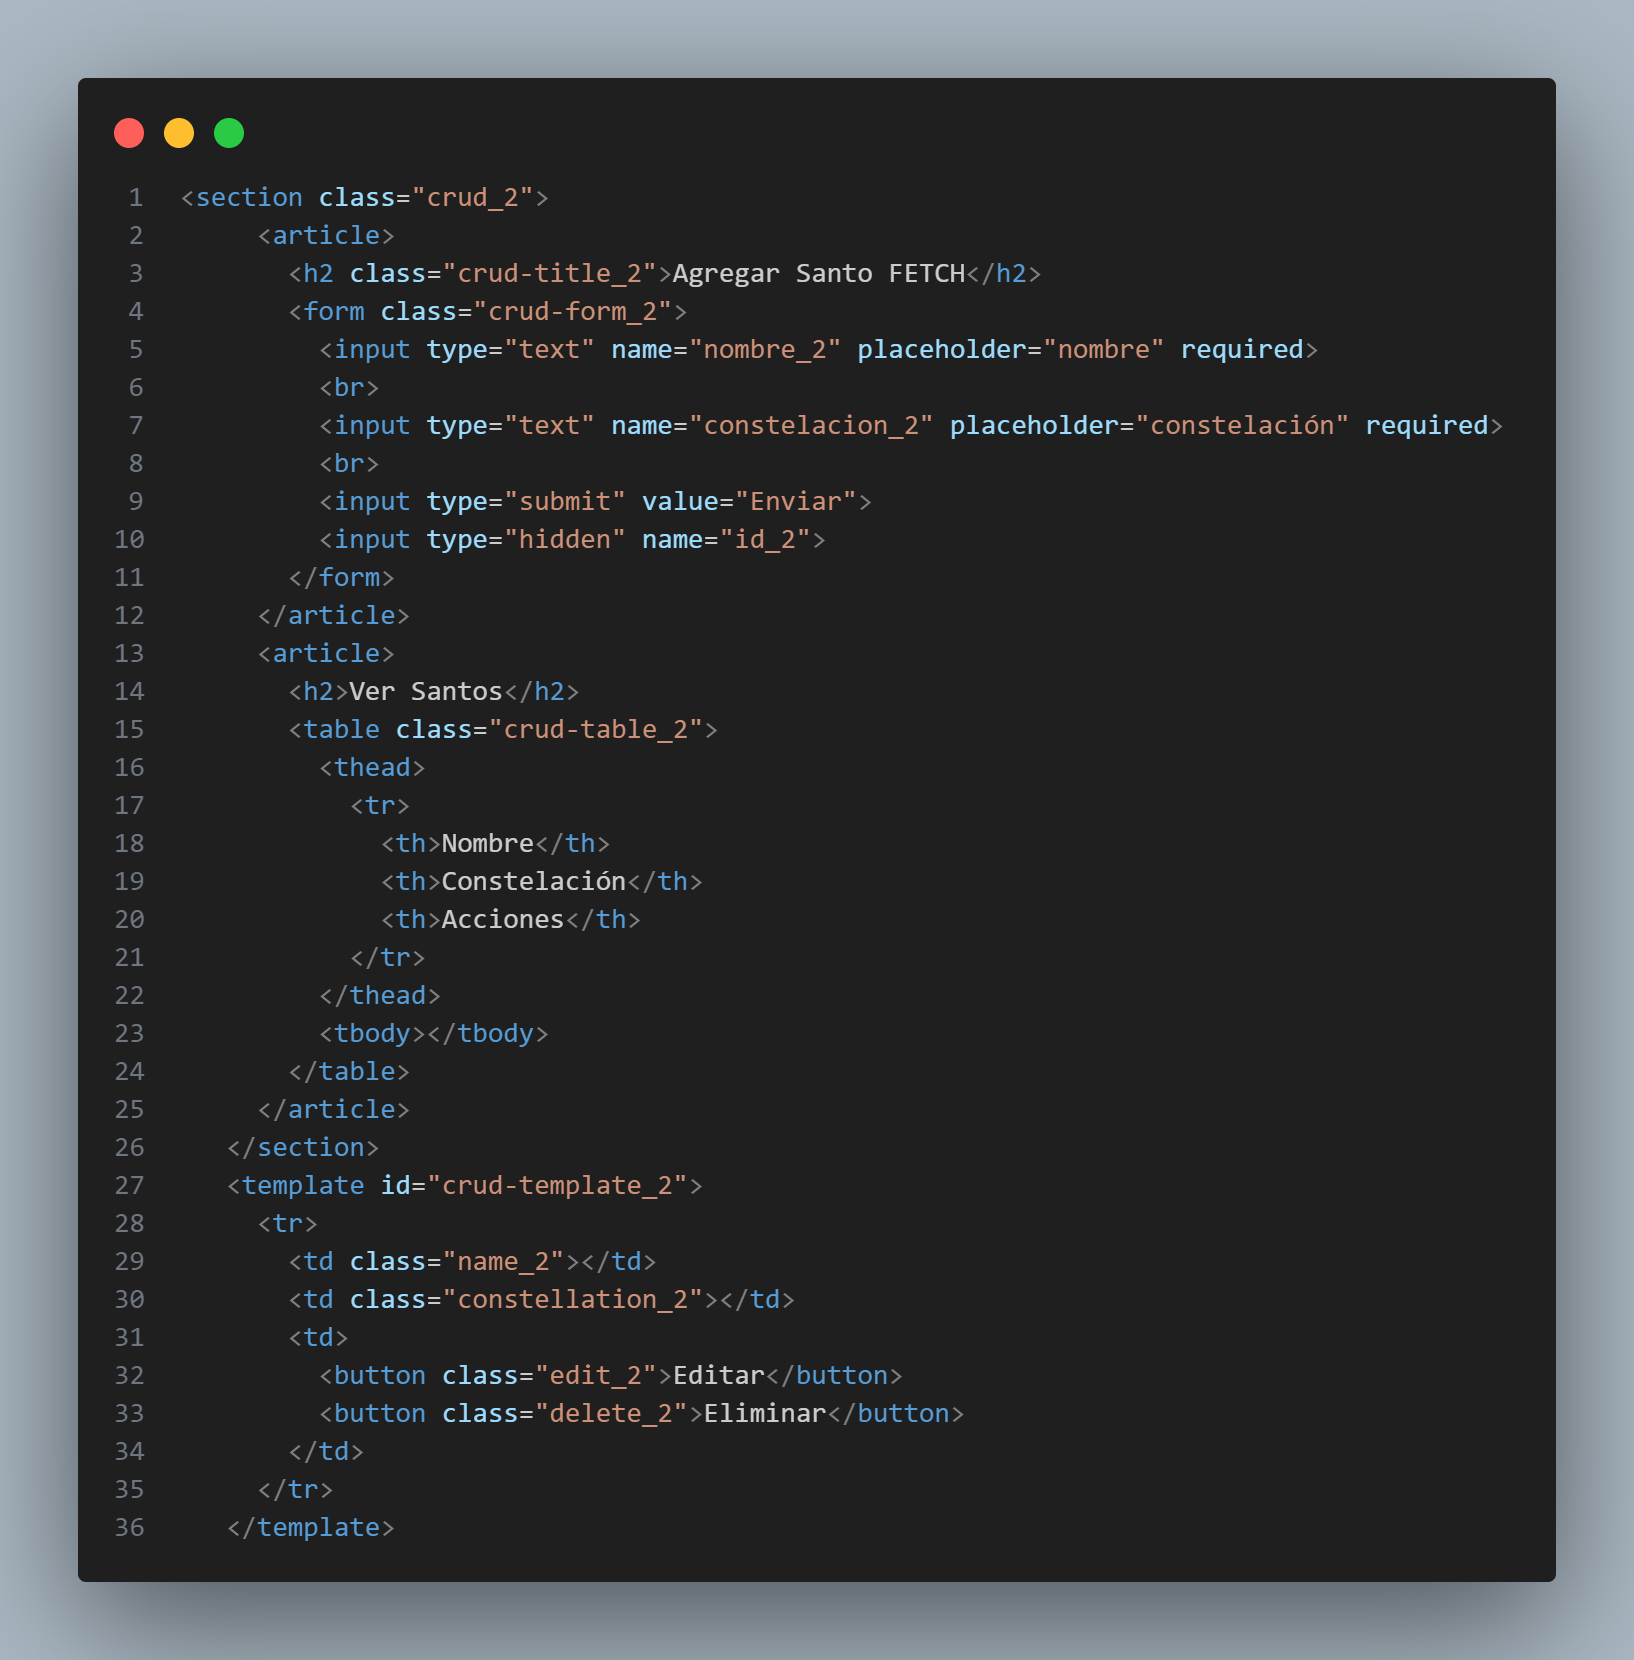 1 <section class="crud_2">
2 <article>
3 <h2 class="crud-title_2">Agregar Santo FETCH</h2>
4 <form class="crud-form_2">
5 <input type="text" name="nombre_2" placeholder="nombre" required>
6 <br>
7 <input type="text" name="constelacion_2" placeholder="constelación" required>
8 <br>
9 <input type="submit" value="Enviar">
10 <input type="hidden" name="id_2">
11 </form>
12 </article>
13 <article>
14 <h2>Ver Santos</h2>
15 <table class="crud-table_2">
16 <thead>
17 <tr>
18 <th>Nombre</th>
19 <th>Constelación</th>
20 <th>Acciones</th>
21 </tr>
22 </thead>
23 <tbody></tbody>
24 </table>
25 </article>
26 </section>
27 <template id="crud-template_2">
28 <tr>
29 <td class="name_2"></td>
30 <td class="constellation_2"></td>
31 <td>
32 <button class="edit_2">Editar</button>
33 <button class="delete_2">Eliminar</button>
34 </td>
35 </tr>
36 </template>